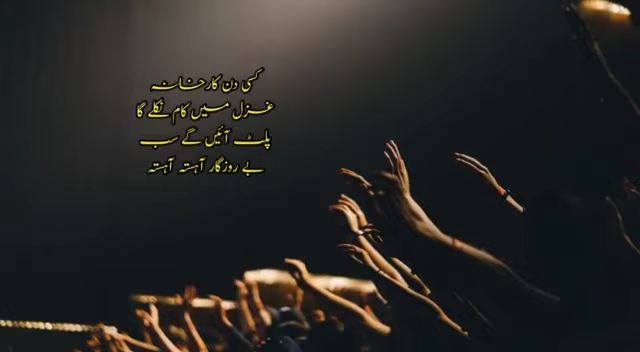 کسی دن کارخانہ
غزل میں کام نکلے گا
پلٹ آئیں گے سب
بے روزگار آہستہ آہستہ